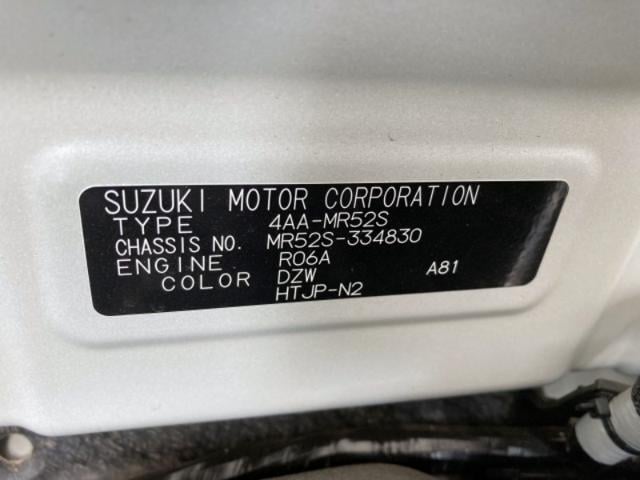 SUZUKI MOTOR CORPORATION
TYPE 4AA-MR52S
CHASSIS NO. MR52S-334830
ENGINE R06A
COLOR DZW A81
HTJP-N2